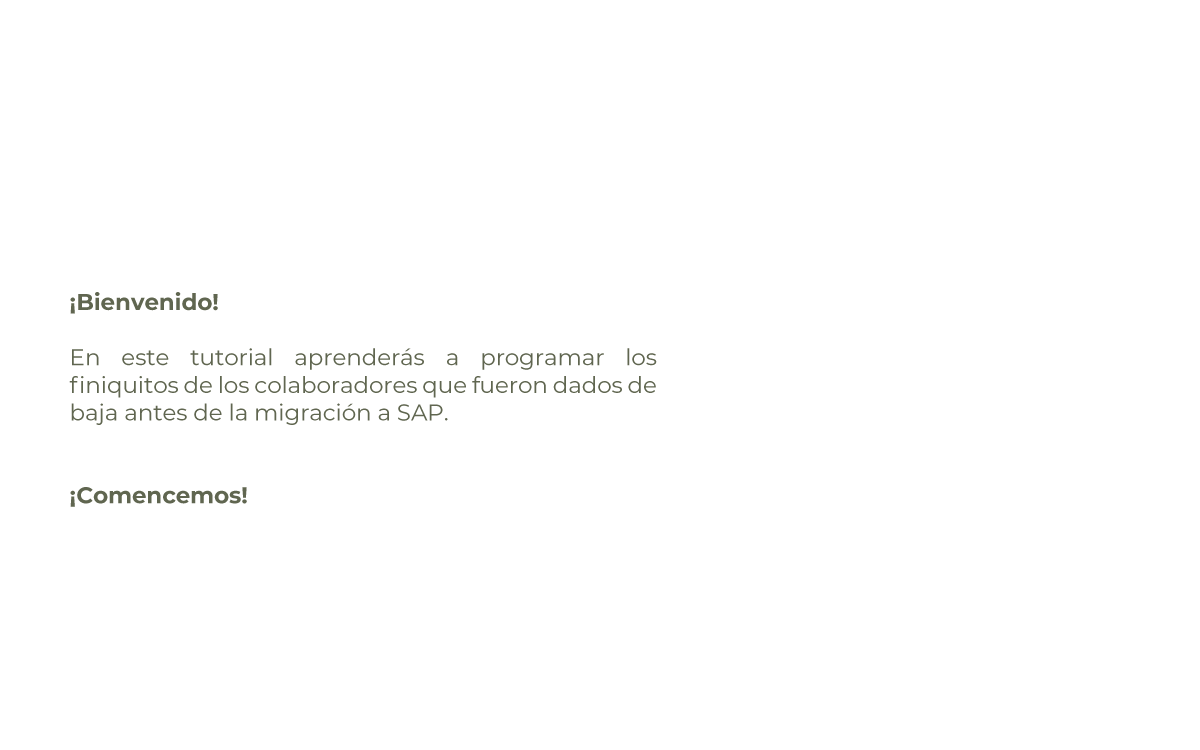 ¡Bienvenido!
En este tutorial aprenderás a programar los
finiquitos de los colaboradores que fueron dados de
baja antes de la migración a SAP.
¡Comencemos!